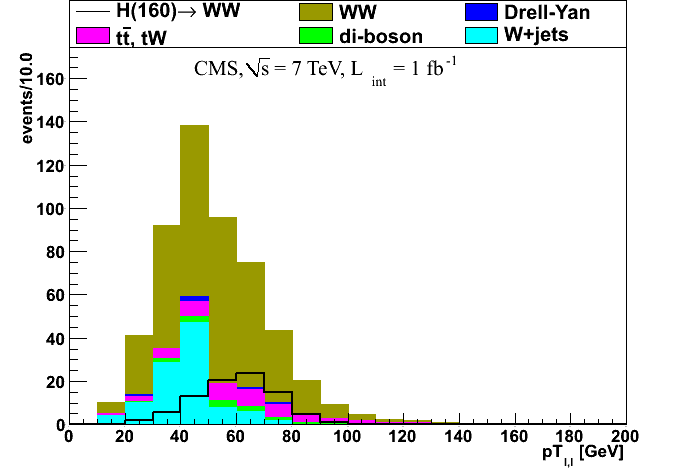 H(160)→ WW WW Drell-Yan
tt̄, tW di-boson W+jets
CMS, √s = 7 TeV, L int = 1 fb⁻¹
events/10.0
160
140
120
100
80
60
40
20
0
0 20 40 60 80 100 120 140 160 180 200
pT l,l [GeV]